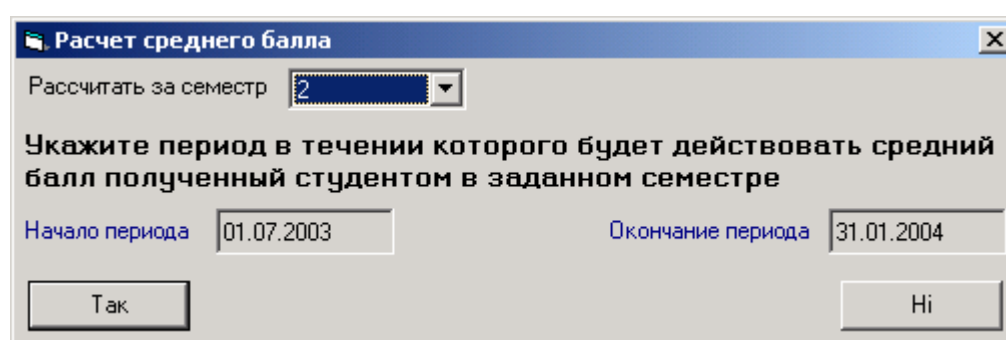 Расчет среднего балла
Рассчитать за семестр 2
Укажите период в течении которого будет действовать средний
балл полученный студентом в заданном семестре
Начало периода 01.07.2003 Окончание периода 31.01.2004
Так Ні